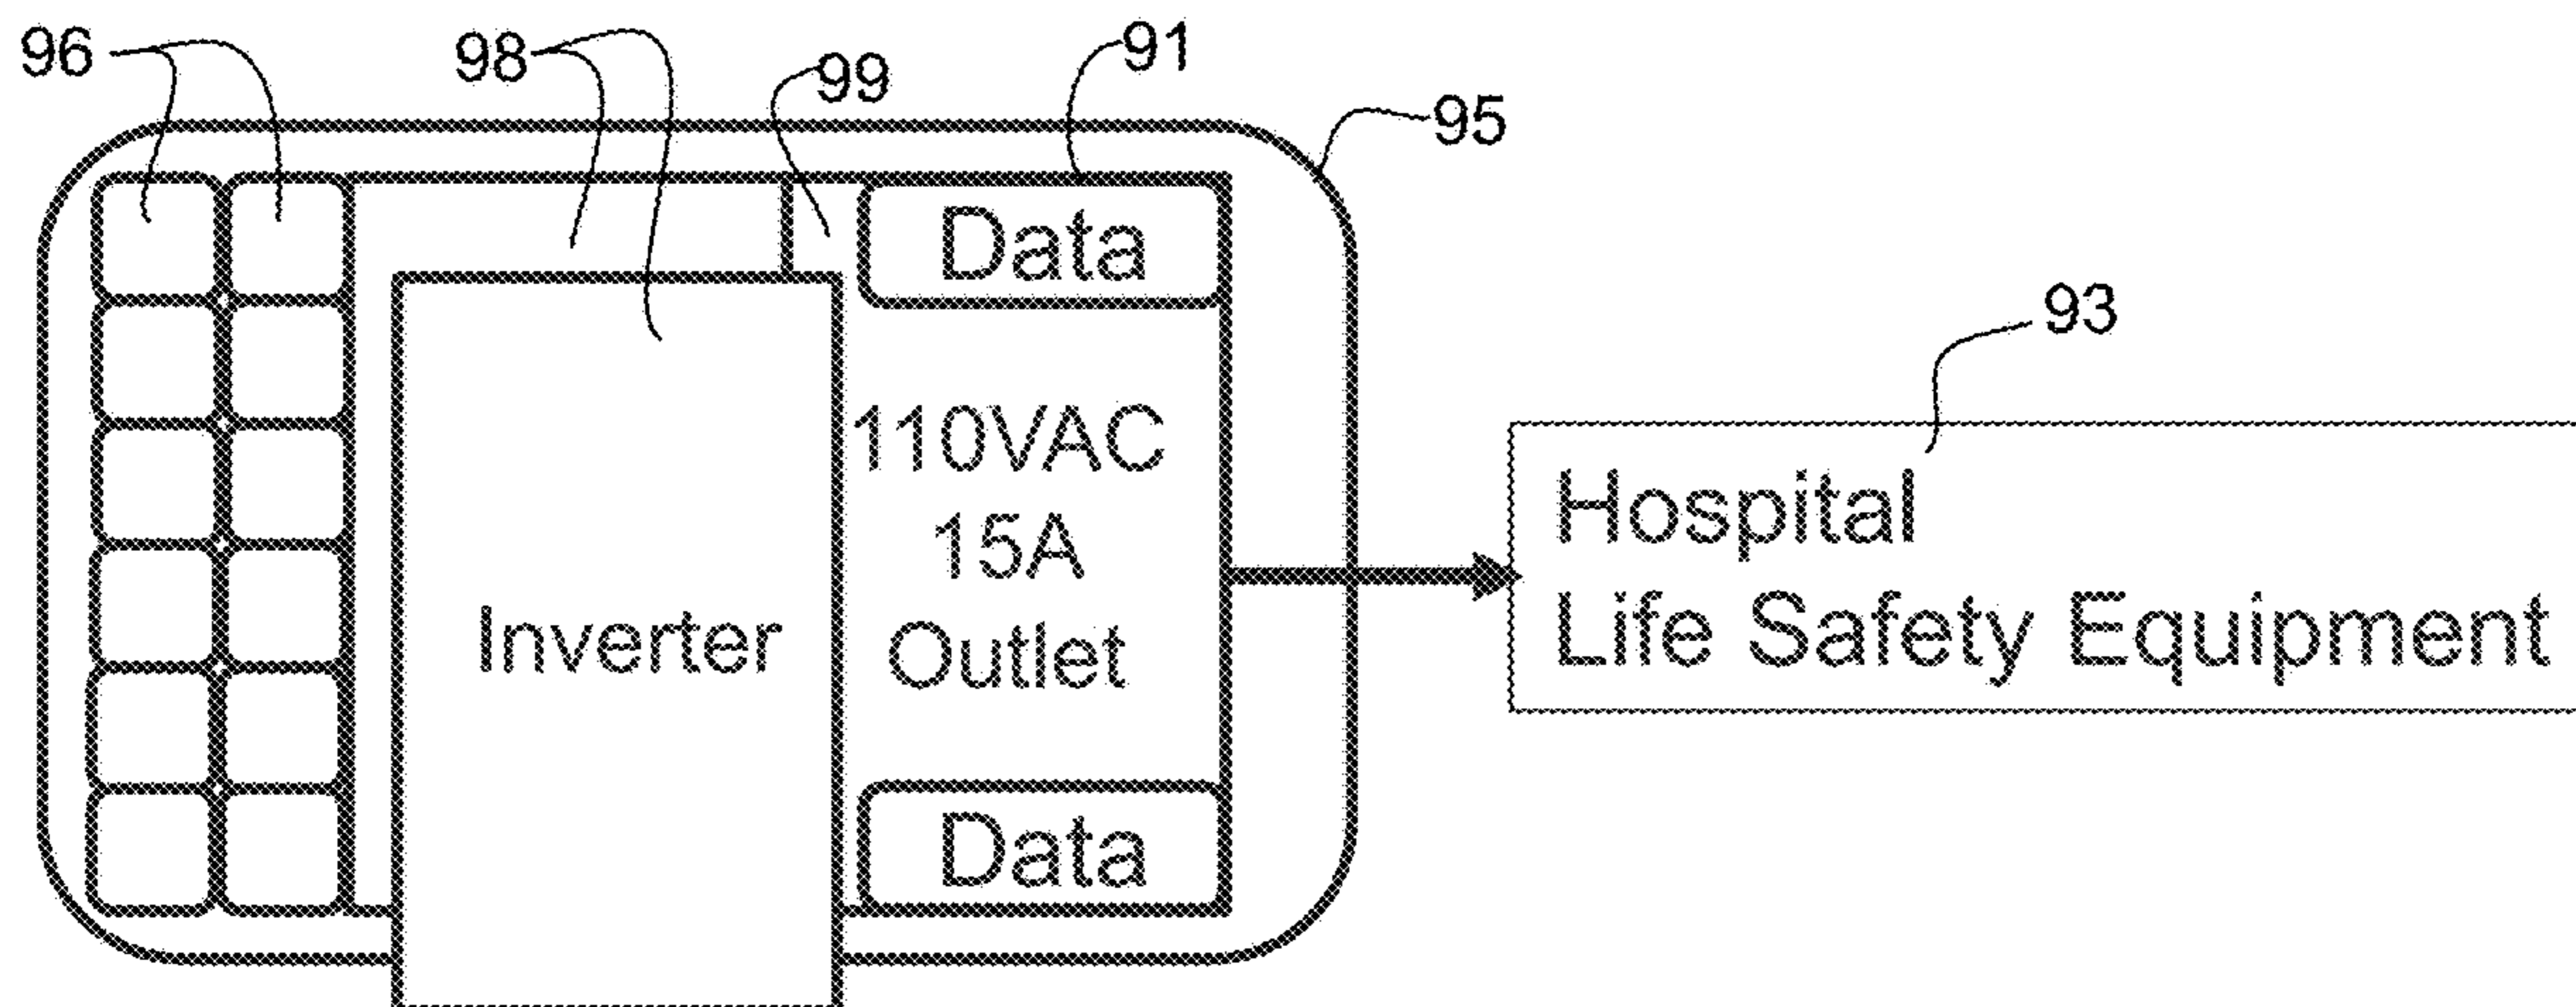 96
98
99
91
95
Data
93
110VAC
15A
Outlet
Inverter
Hospital
Life Safety Equipment
Data